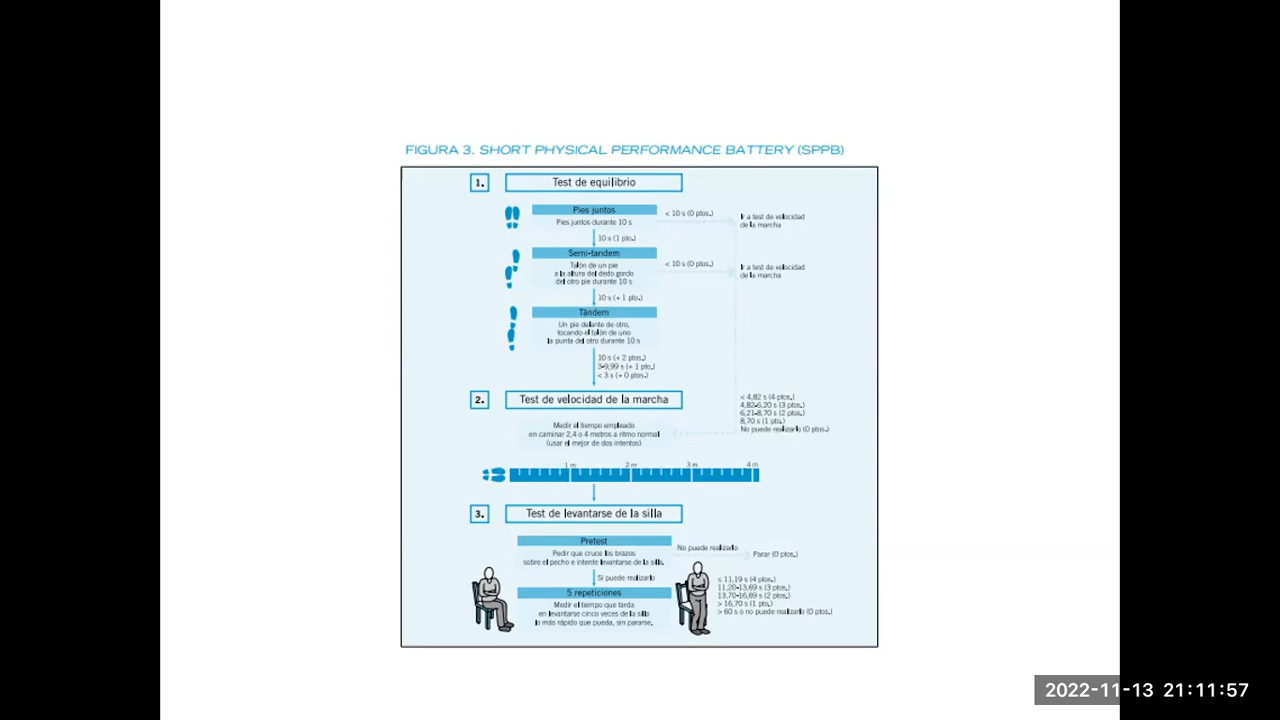 FIGURA 3. SHORT PHYSICAL PERFORMANCE BATTERY (SPPB)
1. Test de equilibrio
Pies juntos
Pies juntos durante 10 s
< 10 s (0 ptos.)
Ir a test de velocidad
de la marcha
10 s (1 pto.)
Semi-tandem
Talón de un pie
a la altura del dedo gordo
del otro pie durante 10 s
< 10 s (0 ptos.)
Ir a test de velocidad
de la marcha
10 s (+ 1 pto.)
Tándem
Un pie delante de otro,
tocando el talón de uno
la punta del otro durante 10 s
10 s (+ 2 ptos.)
3-9,99 s (+ 1 pto.)
< 3 s (+ 0 ptos.)
2. Test de velocidad de la marcha
Medir el tiempo empleado
en caminar 2,4 o 4 metros a ritmo normal
(usar el mejor de dos intentos)
< 4,82 s (4 ptos.)
4,82-6,20 s (3 ptos.)
6,21-8,70 s (2 ptos.)
8,70 s (1 pto.)
No puede realizarlo (0 ptos.)
1 m 2 m 3 m 4 m
3. Test de levantarse de la silla
Pretest
Pedir que cruce los brazos
sobre el pecho e intente levantarse de la silla.
No puede realizarlo
Parar (0 ptos.)
Si puede realizarlo
5 repeticiones
Medir el tiempo que tarda
en levantarse cinco veces de la silla
lo más rápido que pueda, sin pararse.
< 11,19 s (4 ptos.)
11,20-13,69 s (3 ptos.)
13,70-16,69 s (2 ptos.)
> 16,70 s (1 pto.)
> 60 s o no puede realizarlo (0 ptos.)
2022-11-13 21:11:57